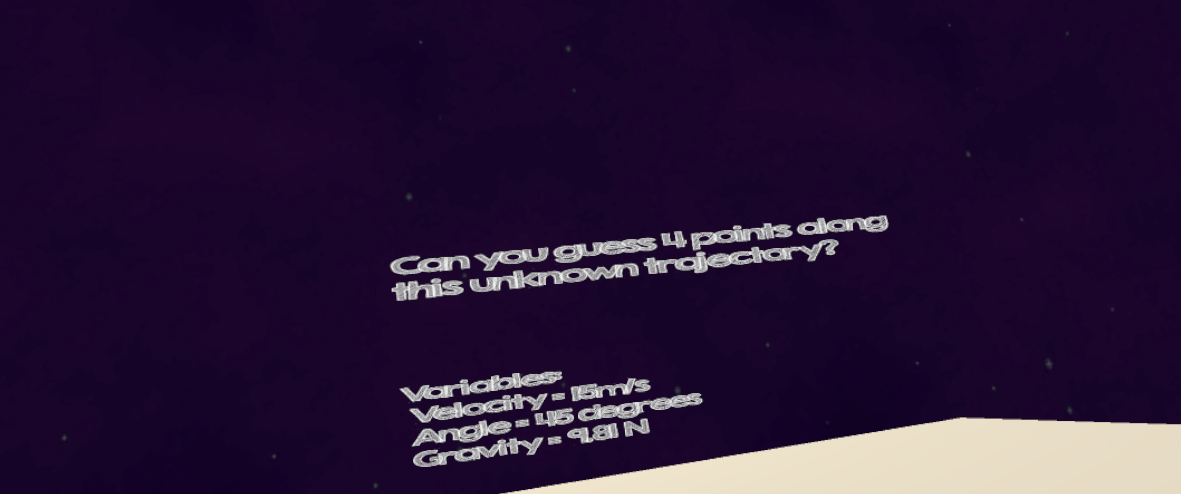 Can you guess 4 points along
this unknown trajectory?
Variables:
Velocity = 15m/s
Angle = 45 degrees
Gravity = 9.81 N